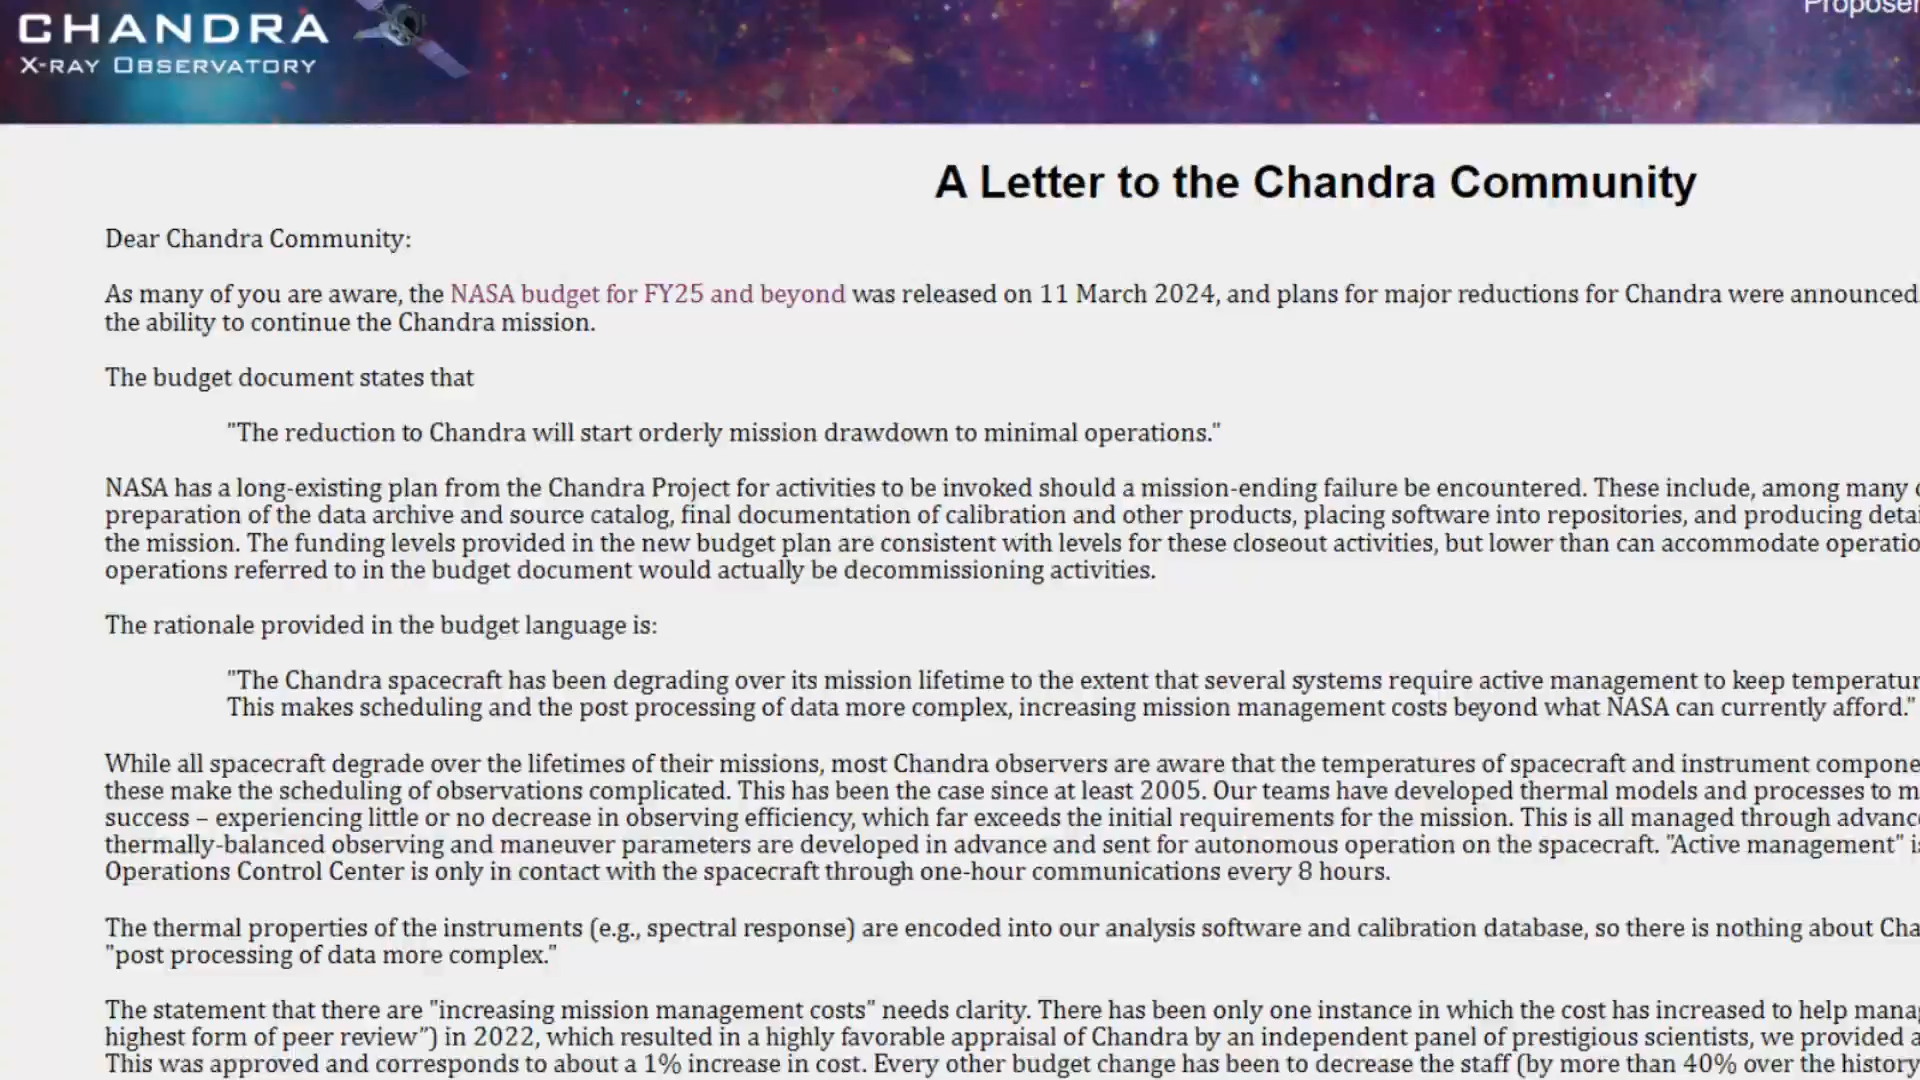 Proposer
CHANDRA
X-RAY OBSERVATORY
A Letter to the Chandra Community
Dear Chandra Community:
As many of you are aware, the NASA budget for FY25 and beyond was released on 11 March 2024, and plans for major reductions for Chandra were announced
the ability to continue the Chandra mission.
The budget document states that
"The reduction to Chandra will start orderly mission drawdown to minimal operations."
NASA has a long-existing plan from the Chandra Project for activities to be invoked should a mission-ending failure be encountered. These include, among many
preparation of the data archive and source catalog, final documentation of calibration and other products, placing software into repositories, and producing detai
the mission. The funding levels provided in the new budget plan are consistent with levels for these closeout activities, but lower than can accommodate operatio
operations referred to in the budget document would actually be decommissioning activities.
The rationale provided in the budget language is:
"The Chandra spacecraft has been degrading over its mission lifetime to the extent that several systems require active management to keep temperatur
This makes scheduling and the post processing of data more complex, increasing mission management costs beyond what NASA can currently afford."
While all spacecraft degrade over the lifetimes of their missions, most Chandra observers are aware that the temperatures of spacecraft and instrument compone
these make the scheduling of observations complicated. This has been the case since at least 2005. Our teams have developed thermal models and processes to m
success – experiencing little or no decrease in observing efficiency, which far exceeds the initial requirements for the mission. This is all managed through advanc
thermally-balanced observing and maneuver parameters are developed in advance and sent for autonomous operation on the spacecraft. "Active management" is
Operations Control Center is only in contact with the spacecraft through one-hour communications every 8 hours.
The thermal properties of the instruments (e.g., spectral response) are encoded into our analysis software and calibration database, so there is nothing about Cha
"post processing of data more complex."
The statement that there are "increasing mission management costs" needs clarity. There has been only one instance in which the cost has increased to help manag
highest form of peer review") in 2022, which resulted in a highly favorable appraisal of Chandra by an independent panel of prestigious scientists, we provided a
This was approved and corresponds to about a 1% increase in cost. Every other budget change has been to decrease the staff (by more than 40% over the history